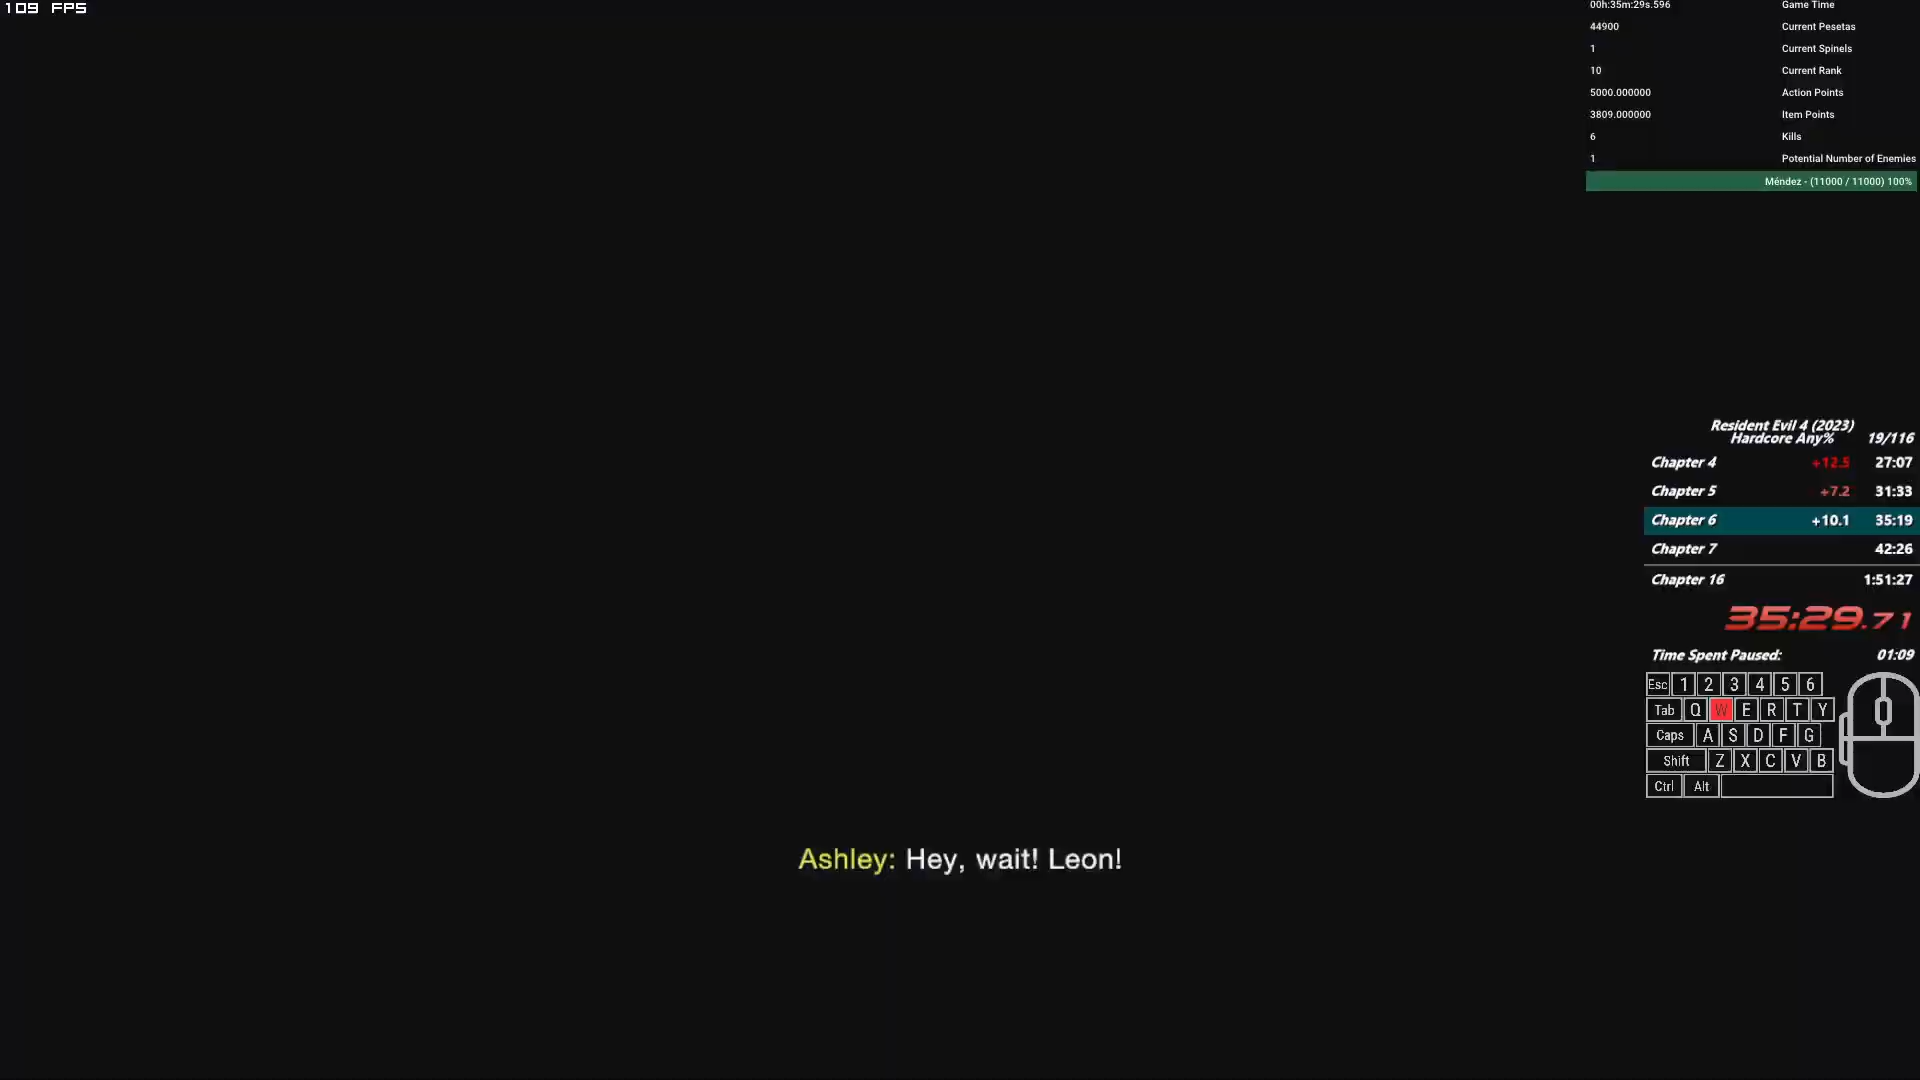 109 FPS
00h:35m:29s.596 Game Time
44900 Current Pesetas
1 Current Spinels
10 Current Rank
5000.000000 Action Points
3809.000000 Item Points
6 Kills
1 Potential Number of Enemies
Méndez - (11000 / 11000) 100%
Resident Evil 4 (2023)
Hardcore Any% 19/116
Chapter 4 +12.5 27:07
Chapter 5 +7.2 31:33
Chapter 6 +10.1 35:19
Chapter 7 42:26
Chapter 16 1:51:27
35:29.71
Time Spent Paused: 01:09
Esc 1 2 3 4 5 6
Tab Q W E R T Y
Caps A S D F G
Shift Z X C V B
Ctrl Alt
Ashley: Hey, wait! Leon!